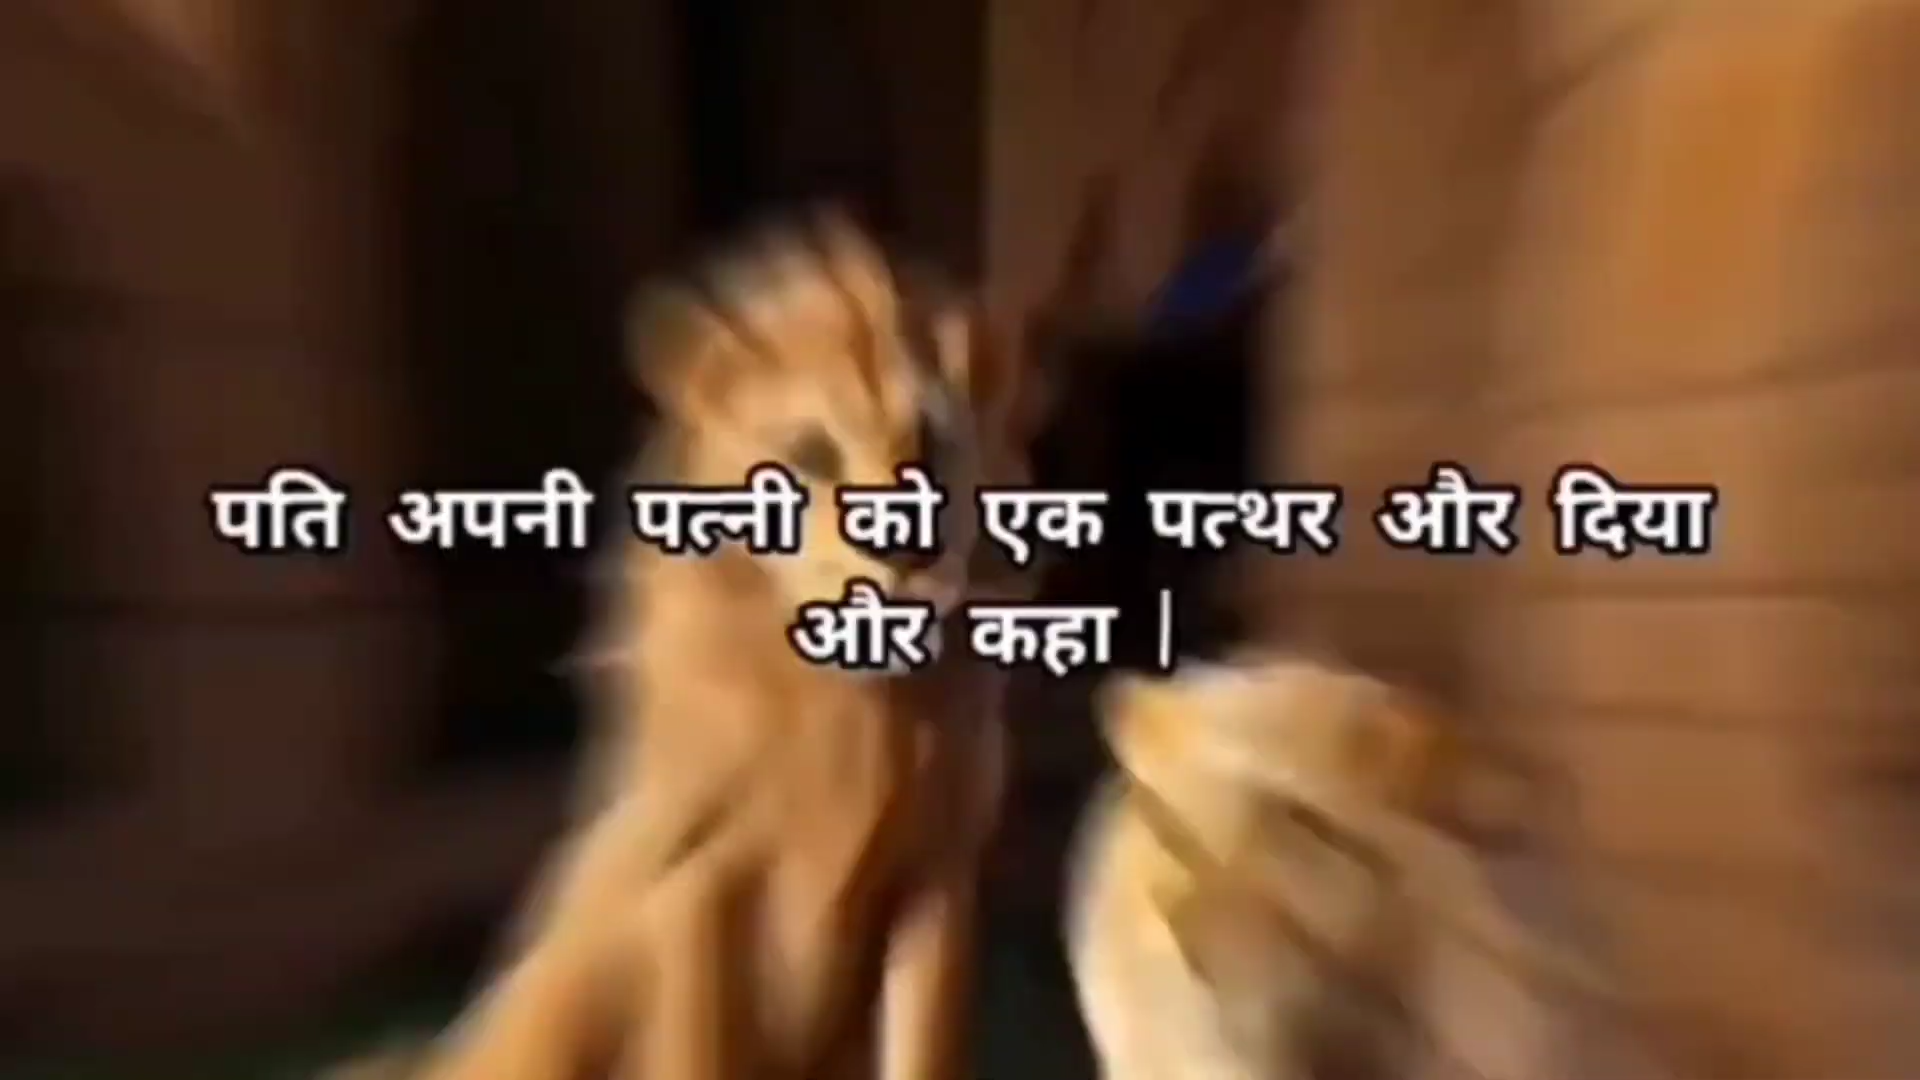 पति अपनी पत्नी को एक पत्थर और दिया
और कहा |